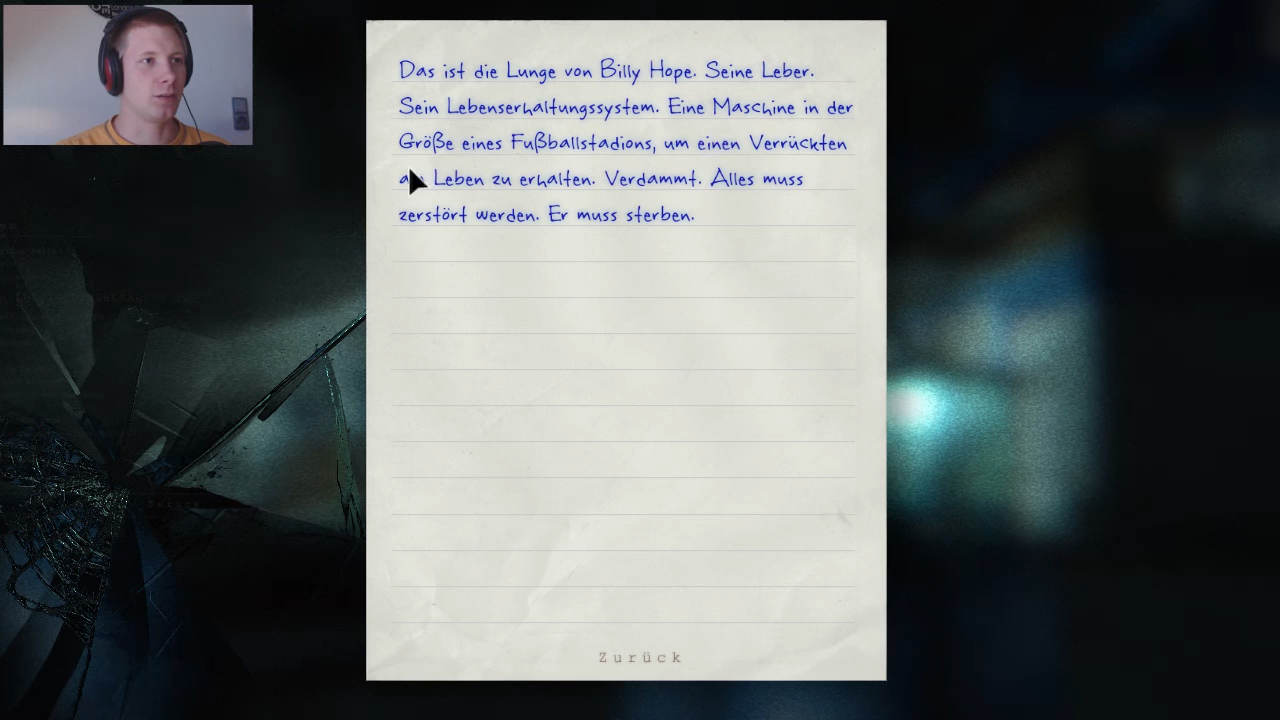 Das ist die Lunge von Billy Hope. Seine Leber.
Sein Lebenserhaltungssystem. Eine Maschine in der
Größe eines Fußballstadions, um einen Verrückten
Leben zu erhalten. Verdammt. Alles muss
zerstört werden. Er muss sterben.
Zurück